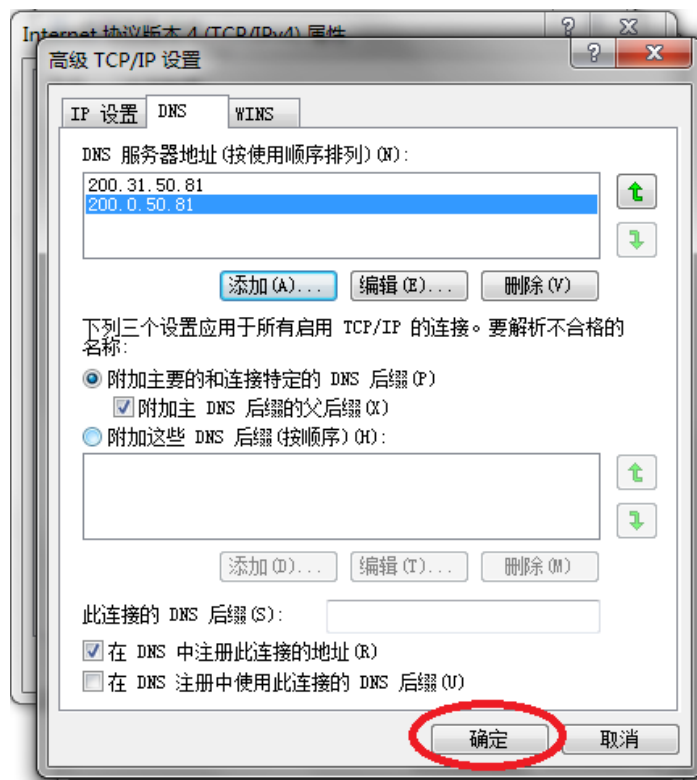 Internet 协议版本 4 (TCP/IPv4) 属性
高级 TCP/IP 设置
IP 设置 DNS WINS
DNS 服务器地址(按使用顺序排列)(N):
200.31.50.81
200.0.50.81
添加(A)... 编辑(E)... 删除(V)
下列三个设置应用于所有启用 TCP/IP 的连接。要解析不合格的
名称:
附加主要的和连接特定的 DNS 后缀(P)
附加主 DNS 后缀的父后缀(X)
附加这些 DNS 后缀(按顺序)(H):
添加(D)... 编辑(T)... 删除(M)
此连接的 DNS 后缀(S):
在 DNS 中注册此连接的地址(R)
在 DNS 注册中使用此连接的 DNS 后缀(U)
确定 取消